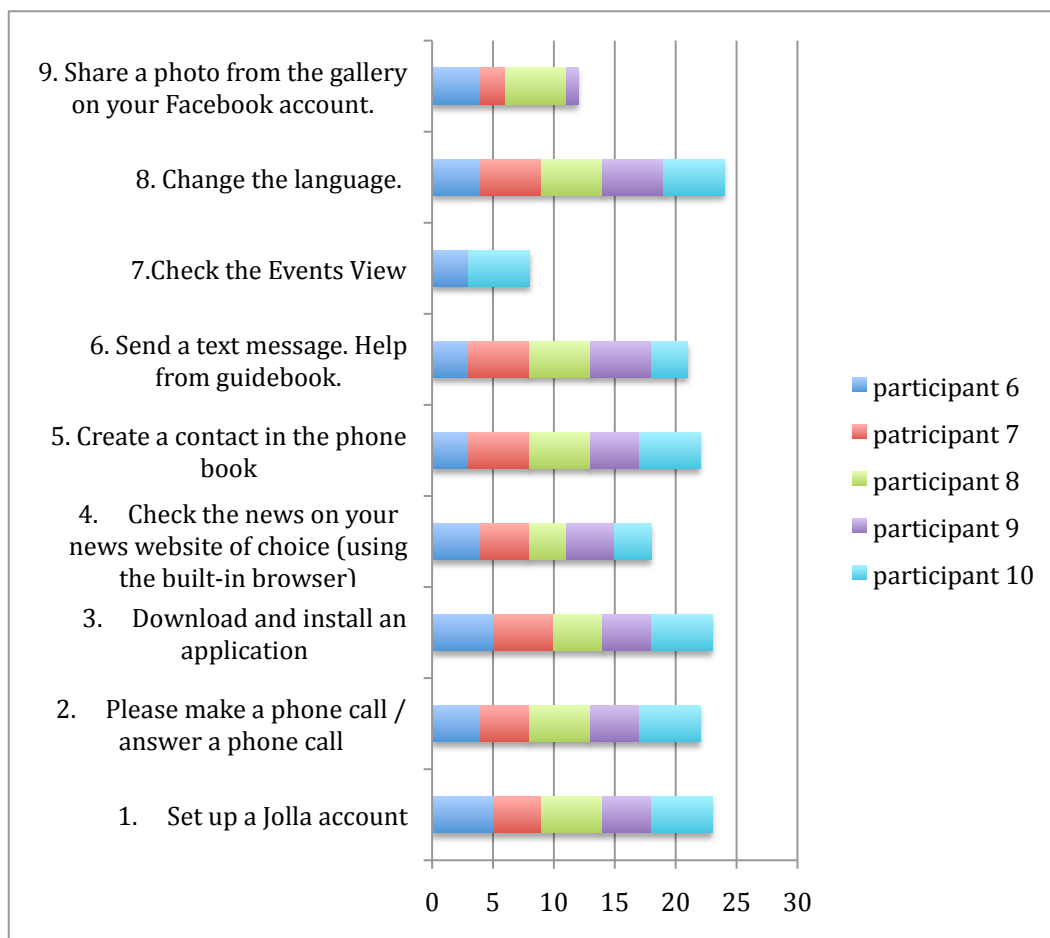 9. Share a photo from the gallery
on your Facebook account.
8. Change the language.
7.Check the Events View
6. Send a text message. Help
from guidebook.
5. Create a contact in the phone
book
4. Check the news on your
news website of choice (using
the built-in browser)
3. Download and install an
application
2. Please make a phone call /
answer a phone call
1. Set up a Jolla account
0 5 10 15 20 25 30
participant 6
patricipant 7
participant 8
participant 9
participant 10